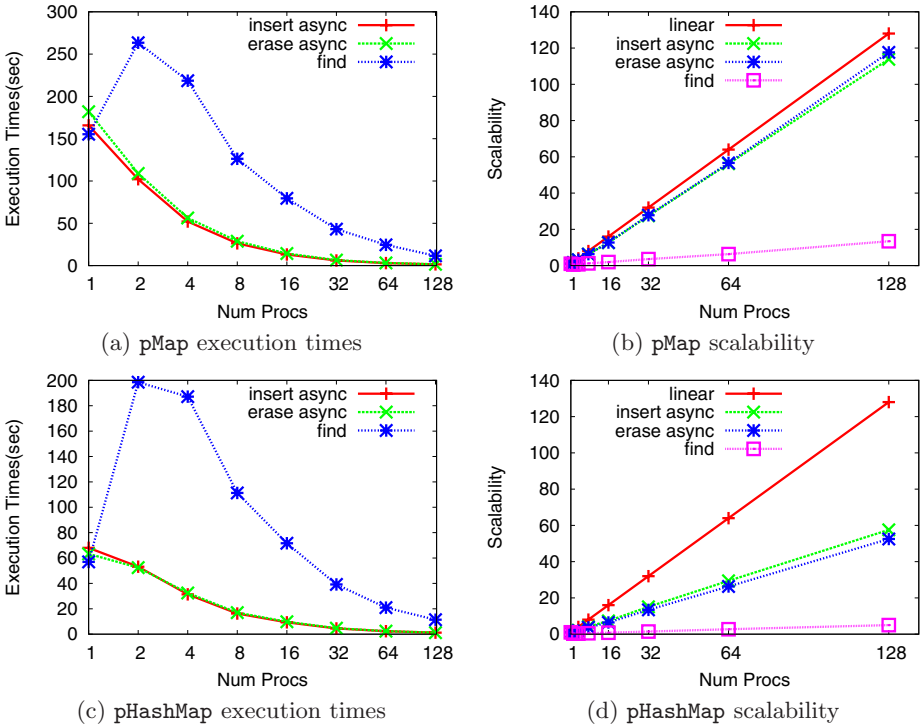 300
250
200
150
100
50
0
1 2 4 8 16 32 64 128
Execution Times(sec)
Num Procs
insert async
erase async
find
(a) pMap execution times
140
120
100
80
60
40
20
0
1 16 32 64 128
Scalability
Num Procs
linear
insert async
erase async
find
(b) pMap scalability
200
180
160
140
120
100
80
60
40
20
0
1 2 4 8 16 32 64 128
Execution Times(sec)
Num Procs
insert async
erase async
find
(c) pHashMap execution times
140
120
100
80
60
40
20
0
1 16 32 64 128
Scalability
Num Procs
linear
insert async
erase async
find
(d) pHashMap scalability